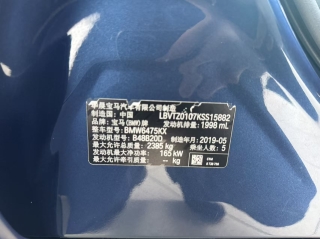 华晨宝马汽车有限公司制造
制造国：中国 LBVTZ0107KSS15882
品牌：宝马(BMW)牌 发动机排量：1998 mL
整车型号：BMW6475KX
发动机型号：B48B20D 制造年月：2019-05
最大允许总质量：2395 kg 乘坐人数：5
发动机最大净功率：165 kW
最大允许牵引质量：-- kg